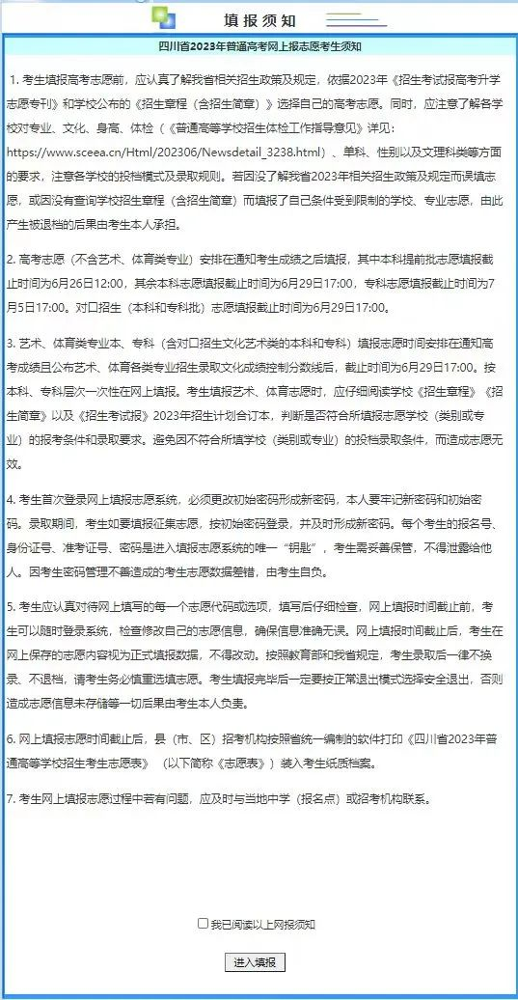 填报须知
四川省2023年普通高考网上报志愿考生须知
1. 考生填报高考志愿前，应认真了解我省相关招生政策及规定，依据2023年《招生考试报高考升学
志愿专刊》和学校公布的《招生章程（含招生简章）》选择自己的高考志愿。同时，应注意了解各学
校对专业、文化、身高、体检（《普通高等学校招生体检工作指导意见》详见：
https://www.sceea.cn/Html/202306/Newsdetail_3238.html）、单科、性别以及文理科类等方面
的要求，注意各学校的投档模式及录取规则。若因没了解我省2023年相关招生政策及规定而误填志
愿，或因没有查询学校招生章程（含招生简章）而填报了自己条件受到限制的学校、专业志愿，由此
产生被退档的后果由考生本人承担。
2. 高考志愿（不含艺术、体育类专业）安排在通知考生成绩之后填报，其中本科提前批志愿填报截
止时间为6月26日12:00，其余本科志愿填报截止时间为6月29日17:00，专科志愿填报截止时间为7
月5日17:00。对口招生（本科和专科批）志愿填报截止时间为6月29日17:00。
3. 艺术、体育类专业本、专科（含对口招生文化艺术类的本科和专科）填报志愿时间安排在通知高
考成绩且公布艺术、体育各类专业招生录取文化成绩控制分数线后，截止时间为6月29日17:00。按
本科、专科层次一次性在网上填报。考生填报艺术、体育志愿时，应仔细阅读学校《招生章程》《招
生简章》以及《招生考试报》2023年招生计划合订本，判断是否符合所填报志愿学校（类别或专
业）的报考条件和录取要求。避免因不符合所填学校（类别或专业）的投档录取条件，而造成志愿无
效。
4. 考生首次登录网上填报志愿系统，必须更改初始密码形成新密码，本人要牢记新密码和初始密
码。录取期间，考生如要填报征集志愿，按初始密码登录，并及时形成新密码。每个考生的报名号、
身份证号、准考证号、密码是进入填报志愿系统的唯一“钥匙”，考生需妥善保管，不得泄露给他
人。因考生密码管理不善造成的考生志愿数据差错，由考生自负。
5. 考生应认真对待网上填写的每一个志愿代码或选项，填写后仔细检查，网上填报时间截止前，考
生可以随时登录系统，检查修改自己的志愿信息，确保信息准确无误。网上填报时间截止后，考生在
网上保存的志愿内容视为正式填报数据，不得改动。按照教育部和我省规定，考生录取后一律不换
录、不退档，请考生务必慎重选填志愿。考生填报完毕后一定要按正常退出模式选择安全退出，否则
造成志愿信息未存储等一切后果由考生本人负责。
6. 网上填报志愿时间截止后，县（市、区）招考机构按照省统一编制的软件打印《四川省2023年普
通高等学校招生考生志愿表》（以下简称《志愿表》）装入考生纸质档案。
7. 考生网上填报志愿过程中若有问题，应及时与当地中学（报名点）或招考机构联系。
我已阅读以上网报须知
进入填报